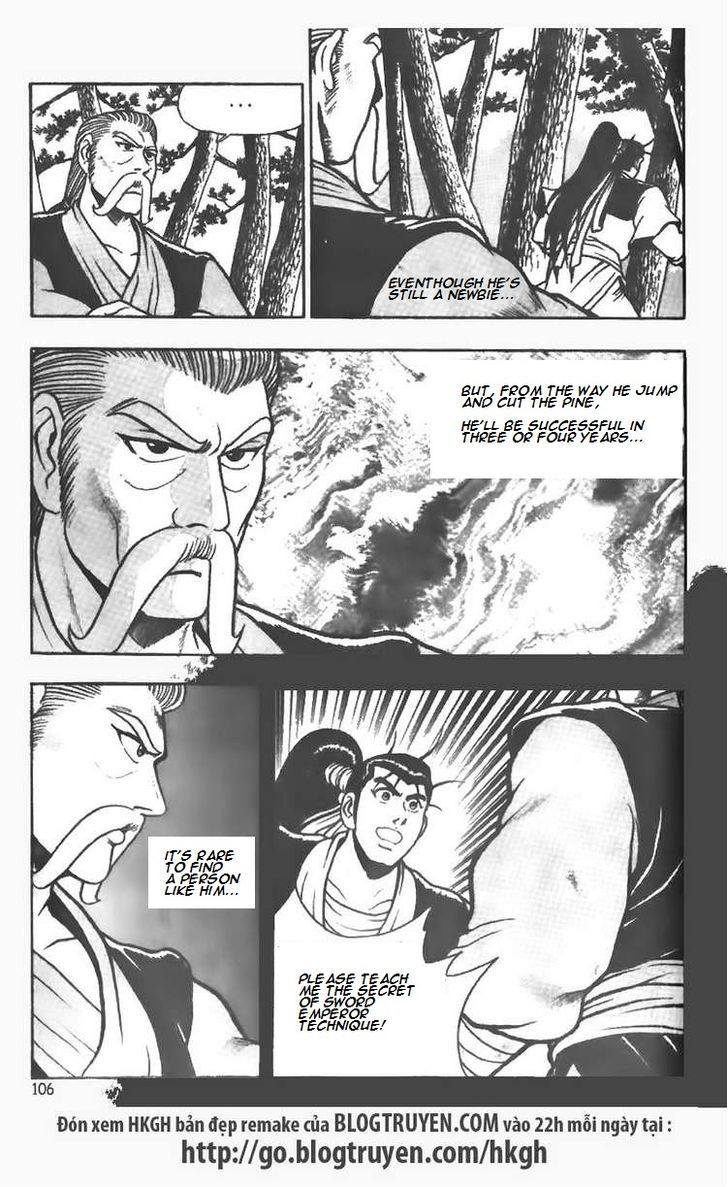 ...
EVENTHOUGH HE'S
STILL A NEWBIE...
BUT, FROM THE WAY HE JUMP
AND CUT THE PINE,
HE'LL BE SUCCESSFUL IN
THREE OR FOUR YEARS...
IT'S RARE
TO FIND
A PERSON
LIKE HIM...
PLEASE TEACH
ME THE SECRET
OF SWORD
EMPEROR
TECHNIQUE!
106
Đón xem HKGH bản đẹp remake của BLOGTRUYEN.COM vào 22h mỗi ngày tại :
http://go.blogtruyen.com/hkgh